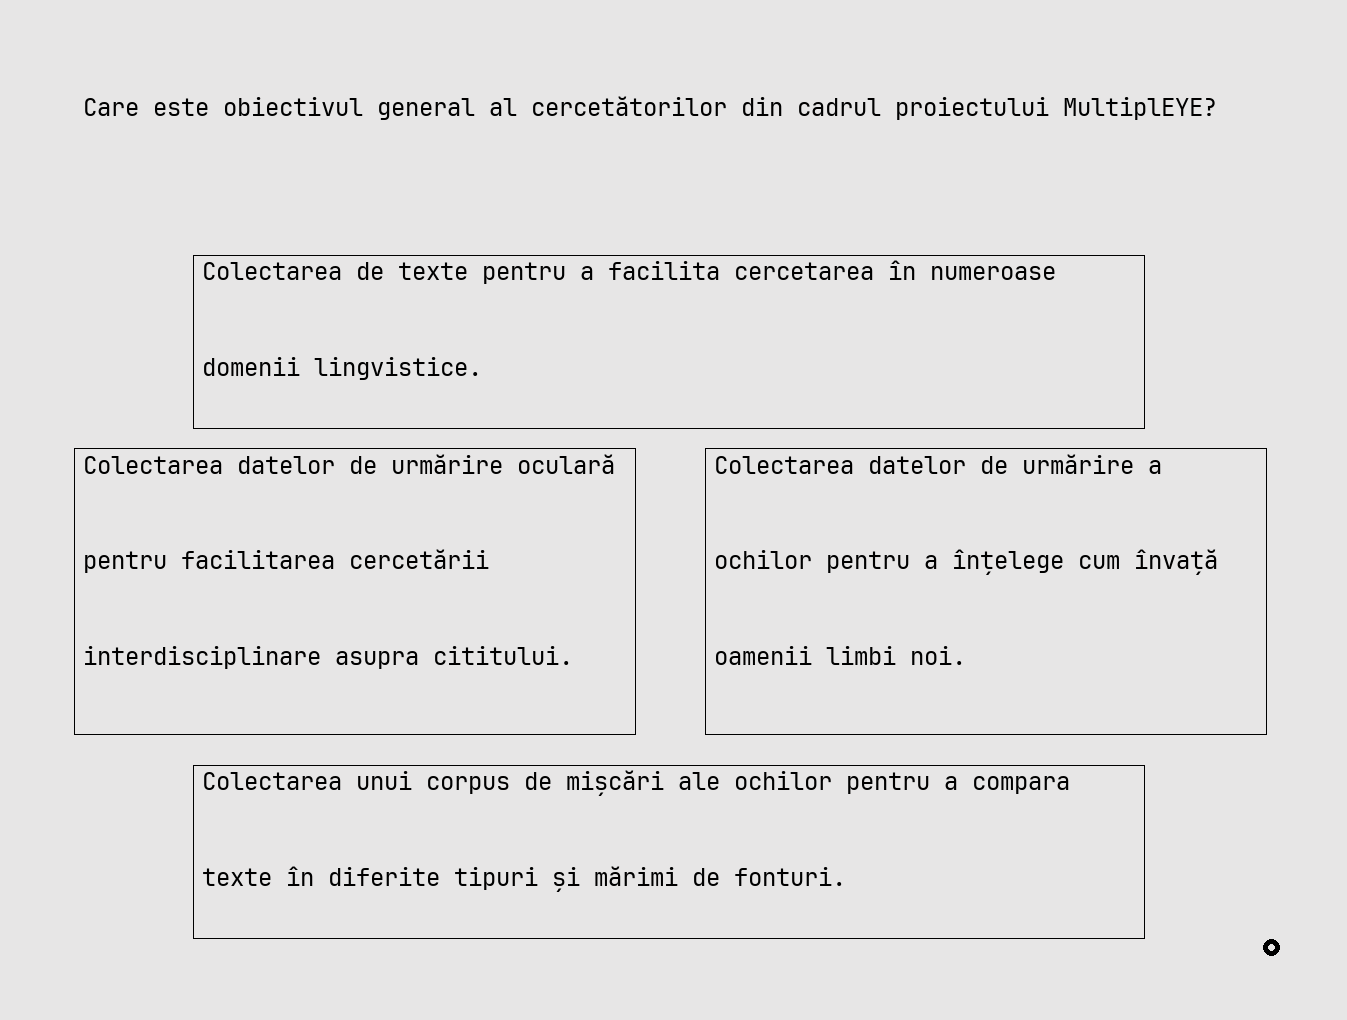 Care este obiectivul general al cercetătorilor din cadrul proiectului MultiplEYE?
Colectarea de texte pentru a facilita cercetarea în numeroase
domenii lingvistice.
Colectarea datelor de urmărire oculară
pentru facilitarea cercetării
interdisciplinare asupra cititului.
Colectarea datelor de urmărire a
ochilor pentru a înțelege cum învață
oamenii limbi noi.
Colectarea unui corpus de mișcări ale ochilor pentru a compara
texte în diferite tipuri și mărimi de fonturi.